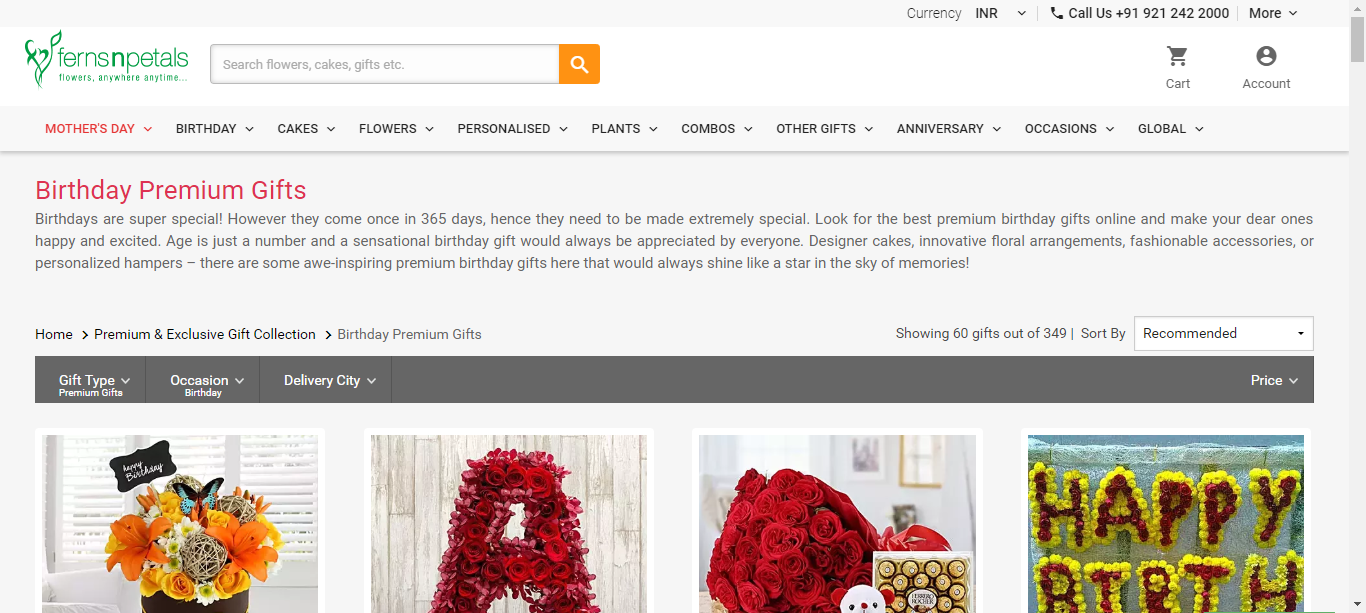 Currency INR Call Us +91 921 242 2000 More
fernsnpetals
flowers, anywhere anytime...
Search flowers, cakes, gifts etc.
Cart Account
MOTHER'S DAY BIRTHDAY CAKES FLOWERS PERSONALISED PLANTS COMBOS OTHER GIFTS ANNIVERSARY OCCASIONS GLOBAL
Birthday Premium Gifts
Birthdays are super special! However they come once in 365 days, hence they need to be made extremely special. Look for the best premium birthday gifts online and make your dear ones
happy and excited. Age is just a number and a sensational birthday gift would always be appreciated by everyone. Designer cakes, innovative floral arrangements, fashionable accessories, or
personalized hampers – there are some awe-inspiring premium birthday gifts here that would always shine like a star in the sky of memories!
Home Premium & Exclusive Gift Collection Birthday Premium Gifts
Showing 60 gifts out of 349 | Sort By Recommended
Gift Type Occasion Delivery City Price
Premium Gifts Birthday
happy
Birthday
A
FERRERO
ROCHER
HAPPY
BIRTH